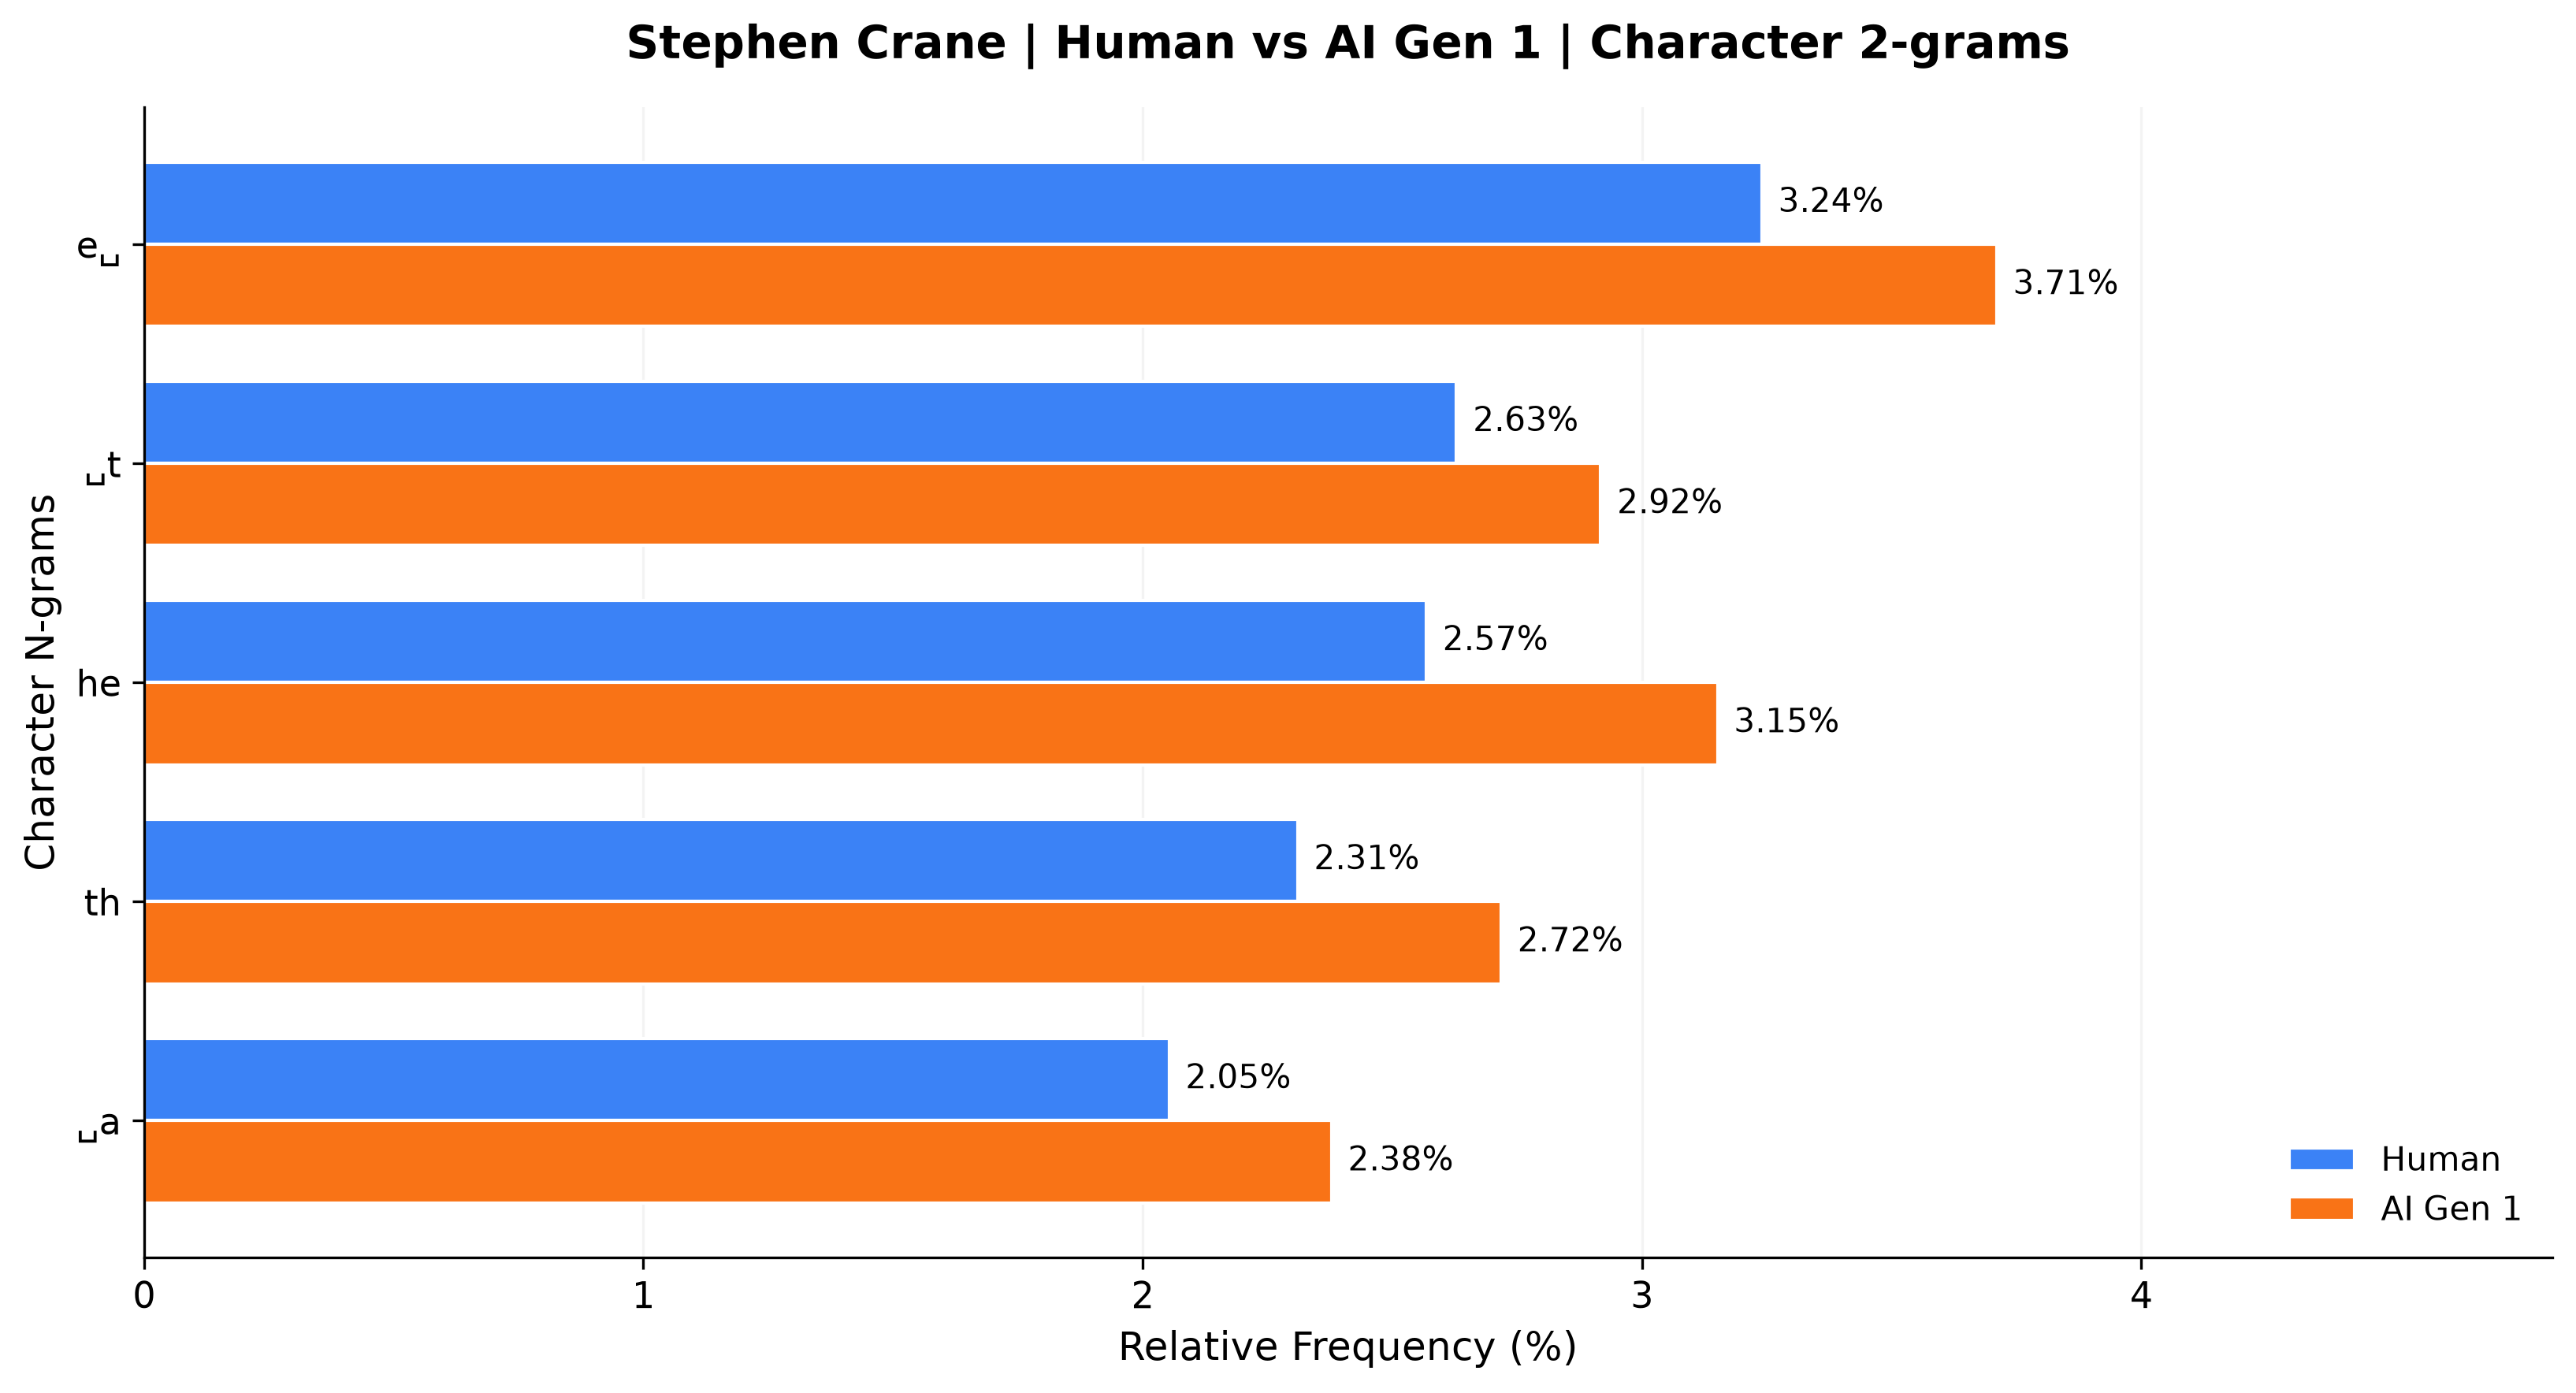 Stephen Crane | Human vs AI Gen 1 | Character 2-grams
Character N-grams
e␣
3.24%
3.71%
␣t
2.63%
2.92%
he
2.57%
3.15%
th
2.31%
2.72%
␣a
2.05%
2.38%
Human
AI Gen 1
0 1 2 3 4
Relative Frequency (%)